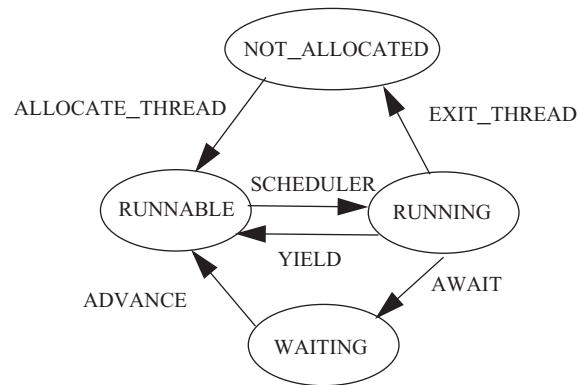 NOT_ALLOCATED
ALLOCATE_THREAD
EXIT_THREAD
SCHEDULER
RUNNABLE
RUNNING
YIELD
ADVANCE
AWAIT
WAITING